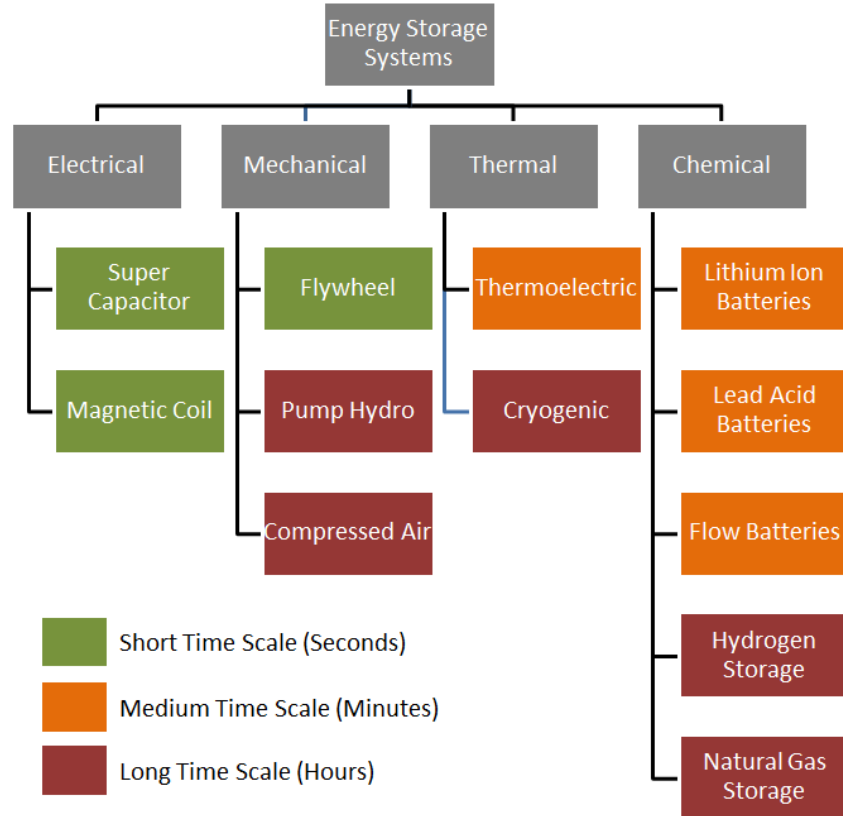 Energy Storage
Systems
Electrical
Mechanical
Thermal
Chemical
Super
Capacitor
Flywheel
Thermoelectric
Lithium Ion
Batteries
Magnetic Coil
Pump Hydro
Cryogenic
Lead Acid
Batteries
Compressed Air
Flow Batteries
Short Time Scale (Seconds)
Hydrogen
Storage
Medium Time Scale (Minutes)
Long Time Scale (Hours)
Natural Gas
Storage